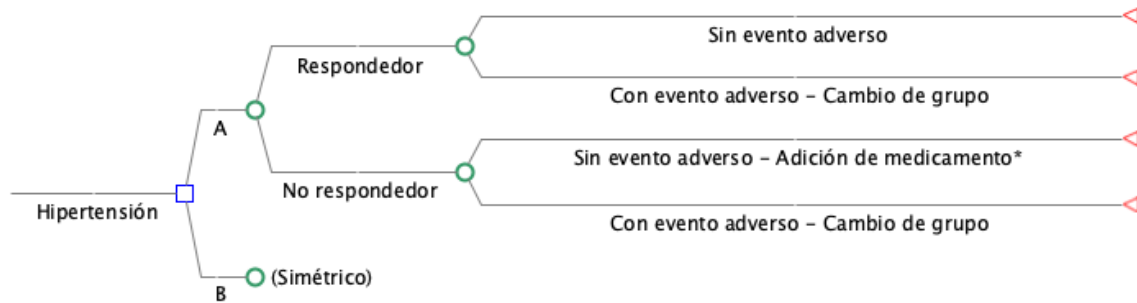 Sin evento adverso
Respondedor
Con evento adverso – Cambio de grupo
A
Sin evento adverso – Adición de medicamento*
No respondedor
Hipertensión
Con evento adverso – Cambio de grupo
(Simétrico)
B